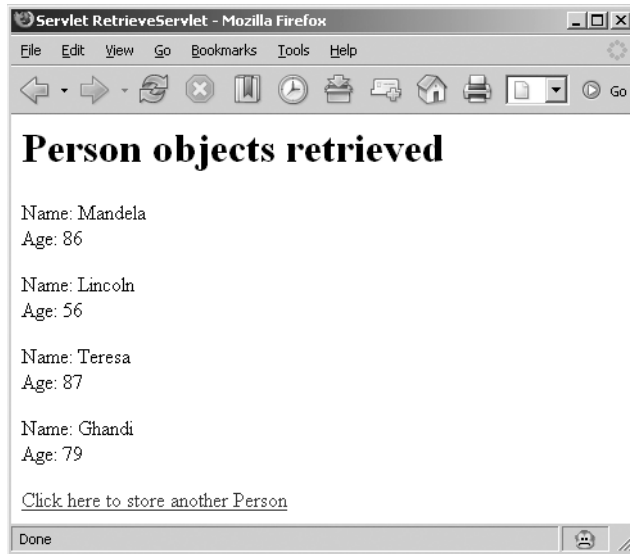 Servlet RetrieveServlet - Mozilla Firefox
File Edit View Go Bookmarks Tools Help
Go
Person objects retrieved
Name: Mandela
Age: 86
Name: Lincoln
Age: 56
Name: Teresa
Age: 87
Name: Ghandi
Age: 79
Click here to store another Person
Done